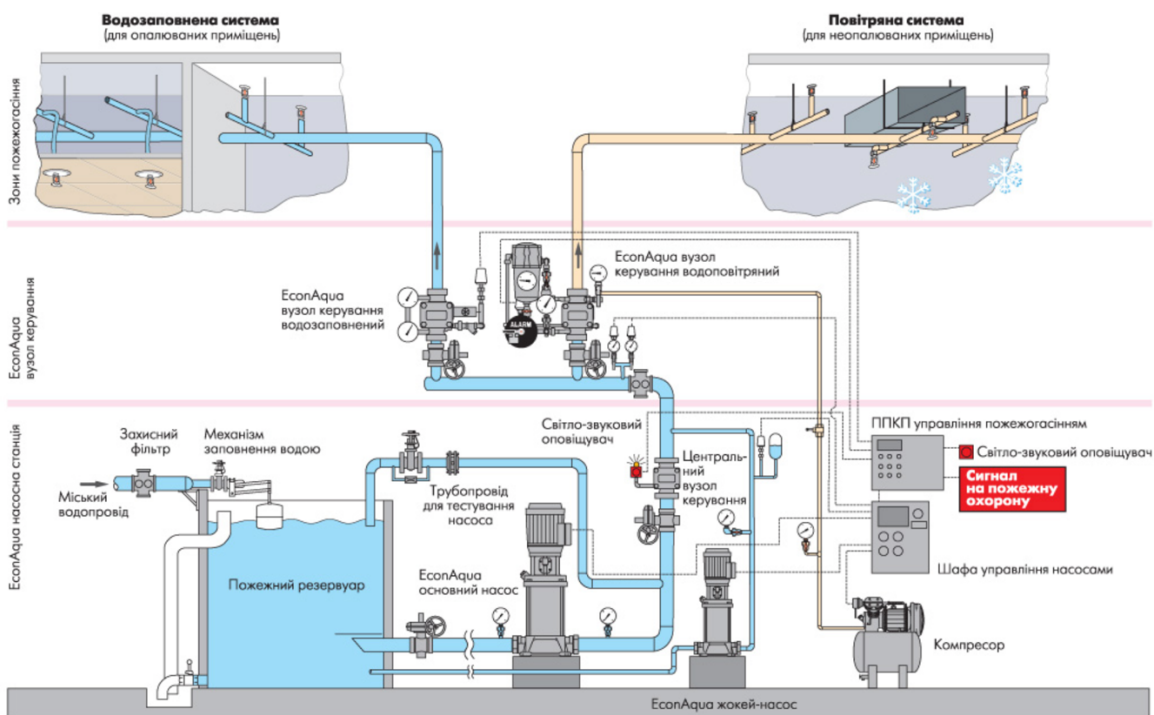 Водозаповнена система
(для опалюваних приміщень)
Повітряна система
(для неопалюваних приміщень)
Зони пожежогасіння
EconAqua
вузол керування
EconAqua
вузол керування
водозаповнений
EconAqua вузол
керування водоповітряний
ALARM
EconAqua насосно станція
Захисний
фільтр
Механізм
заповнення водою
Міський
водопровід
Трубопровід
для тестування
насоса
Світло-звуковий
оповіщувач
Централь-
ний
вузол
керування
ППКП управління пожежогасінням
Світло-звуковий оповіщувач
Сигнал
на пожежну
охорону
Пожежний резервуар
EconAqua
основний насос
Шафа управління насосами
Компресор
EconAqua жокей-насос